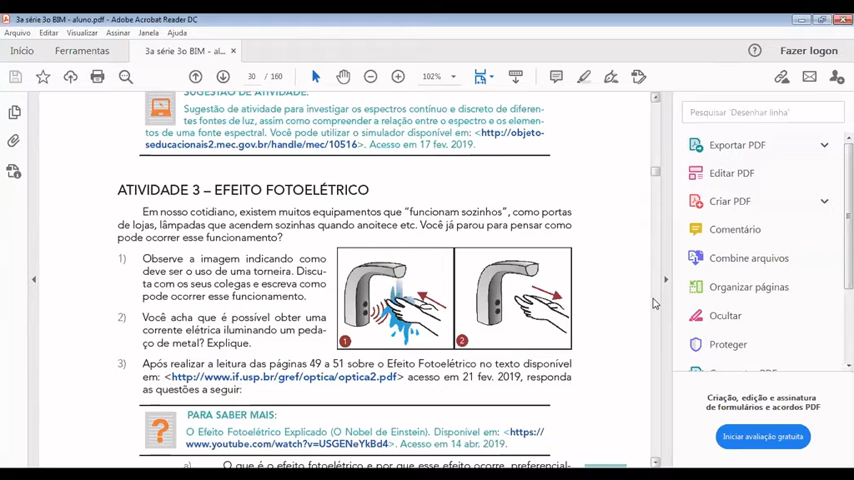 3a série 3o BIM - aluno.pdf - Adobe Acrobat Reader DC
Arquivo Editar Visualizar Assinar Janela Ajuda
Início Ferramentas 3a série 3o BIM - al... × Fazer logon
30 / 160 102%
SUGESTÃO DE ATIVIDADE:
Sugestão de atividade para investigar os espectros contínuo e discreto de diferen-
tes fontes de luz, assim como compreender a relação entre o espectro e os elemen-
tos de uma fonte espectral. Você pode utilizar o simulador disponível em: <http://objeto-
seducacionais2.mec.gov.br/handle/mec/10516>. Acesso em 17 fev. 2019.
ATIVIDADE 3 – EFEITO FOTOELÉTRICO
Em nosso cotidiano, existem muitos equipamentos que “funcionam sozinhos”, como portas
de lojas, lâmpadas que acendem sozinhas quando anoitece etc. Você já parou para pensar como
pode ocorrer esse funcionamento?
1) Observe a imagem indicando como
deve ser o uso de uma torneira. Discu-
ta com os seus colegas e escreva como
pode ocorrer esse funcionamento.
2) Você acha que é possível obter uma
corrente elétrica iluminando um peda-
ço de metal? Explique.
1 2
3) Após realizar a leitura das páginas 49 a 51 sobre o Efeito Fotoelétrico no texto disponível
em: <http://www.if.usp.br/gref/optica/optica2.pdf> acesso em 21 fev. 2019, responda
as questões a seguir:
?
PARA SABER MAIS:
O Efeito Fotoelétrico Explicado (O Nobel de Einstein). Disponível em: <https://
www.youtube.com/watch?v=USGENeYkBd4>. Acesso em 14 abr. 2019.
a) O que é o efeito fotoelétrico e por que esse efeito ocorre, preferencial-
Pesquisar 'Desenhar linha'
Exportar PDF
Editar PDF
Criar PDF
Comentário
Combine arquivos
Organizar páginas
Ocultar
Proteger
Criação, edição e assinatura
de formulários e acordos PDF
Iniciar avaliação gratuita